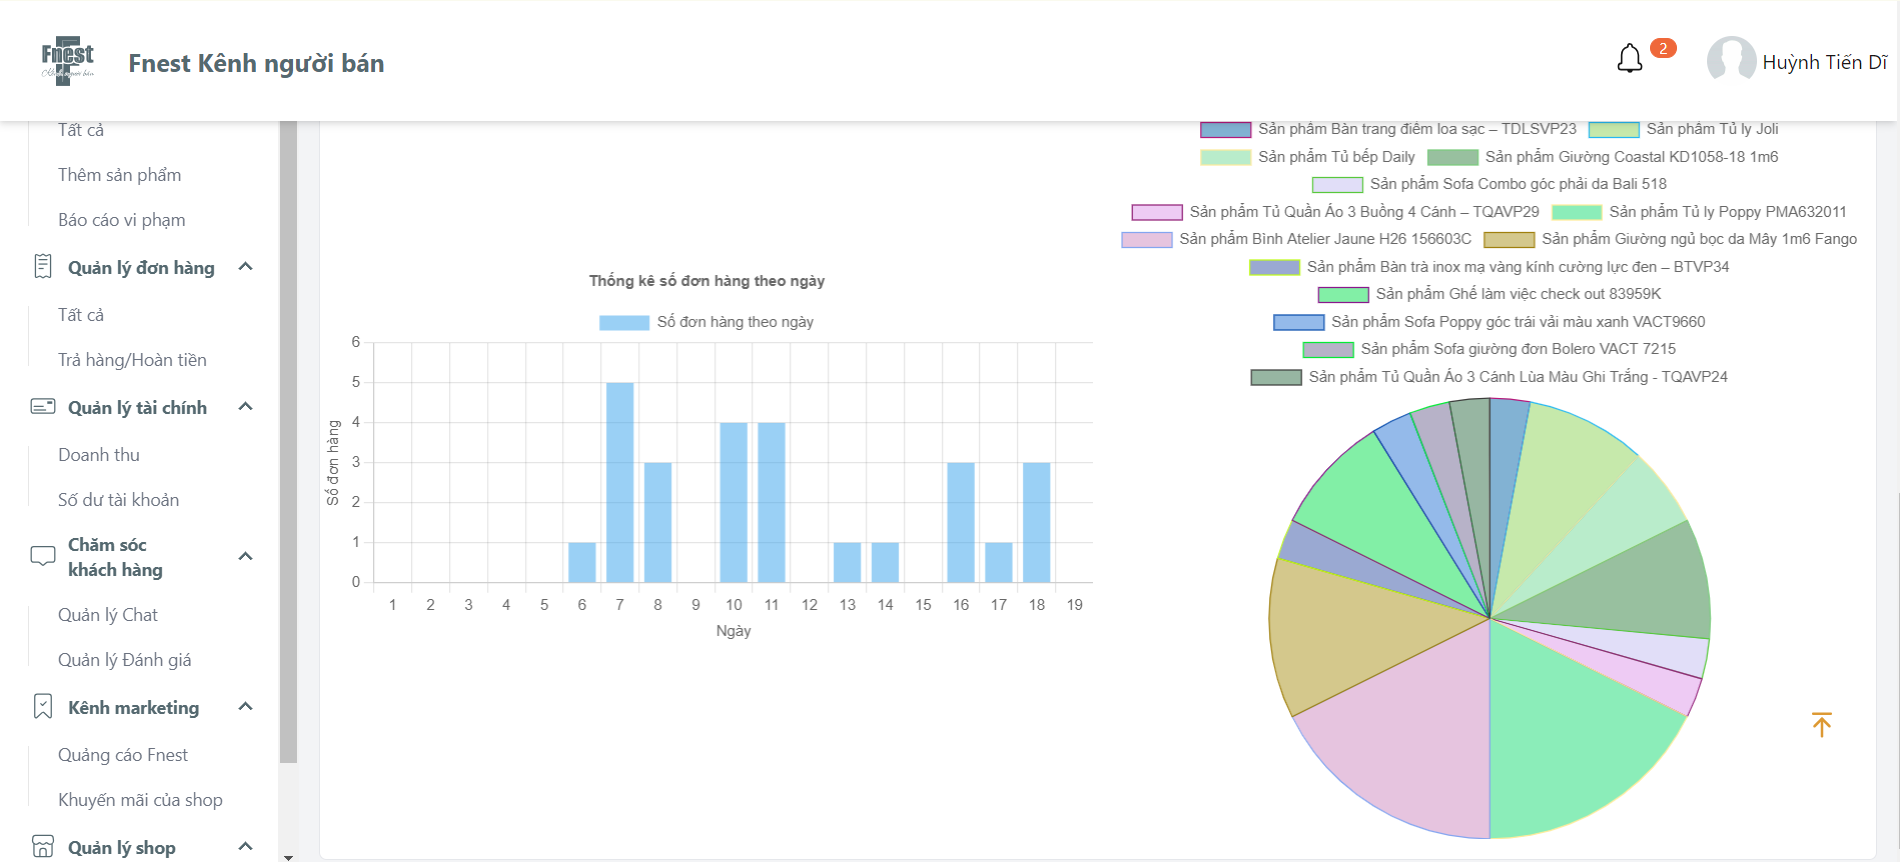 Fnest
Kênh người bán
Fnest Kênh người bán
2
Huỳnh Tiến Dĩ
Tất cả
Thêm sản phẩm
Báo cáo vi phạm
Quản lý đơn hàng
Tất cả
Trả hàng/Hoàn tiền
Quản lý tài chính
Doanh thu
Số dư tài khoản
Chăm sóc
khách hàng
Quản lý Chat
Quản lý Đánh giá
Kênh marketing
Quảng cáo Fnest
Khuyến mãi của shop
Quản lý shop
Thống kê số đơn hàng theo ngày
Số đơn hàng theo ngày
Số đơn hàng
6
5
4
3
2
1
0
1 2 3 4 5 6 7 8 9 10 11 12 13 14 15 16 17 18 19
Ngày
Sản phẩm Bàn trang điểm loa sạc – TDLSVP23 Sản phẩm Tủ ly Joli
Sản phẩm Tủ bếp Daily Sản phẩm Giường Coastal KD1058-18 1m6
Sản phẩm Sofa Combo góc phải da Bali 518
Sản phẩm Tủ Quần Áo 3 Buồng 4 Cánh – TQAVP29 Sản phẩm Tủ ly Poppy PMA632011
Sản phẩm Bình Atelier Jaune H26 156603C Sản phẩm Giường ngủ bọc da Mây 1m6 Fango
Sản phẩm Bàn trà inox mạ vàng kính cường lực đen – BTVP34
Sản phẩm Ghế làm việc check out 83959K
Sản phẩm Sofa Poppy góc trái vải màu xanh VACT9660
Sản phẩm Sofa giường đơn Bolero VACT 7215
Sản phẩm Tủ Quần Áo 3 Cánh Lùa Màu Ghi Trắng - TQAVP24